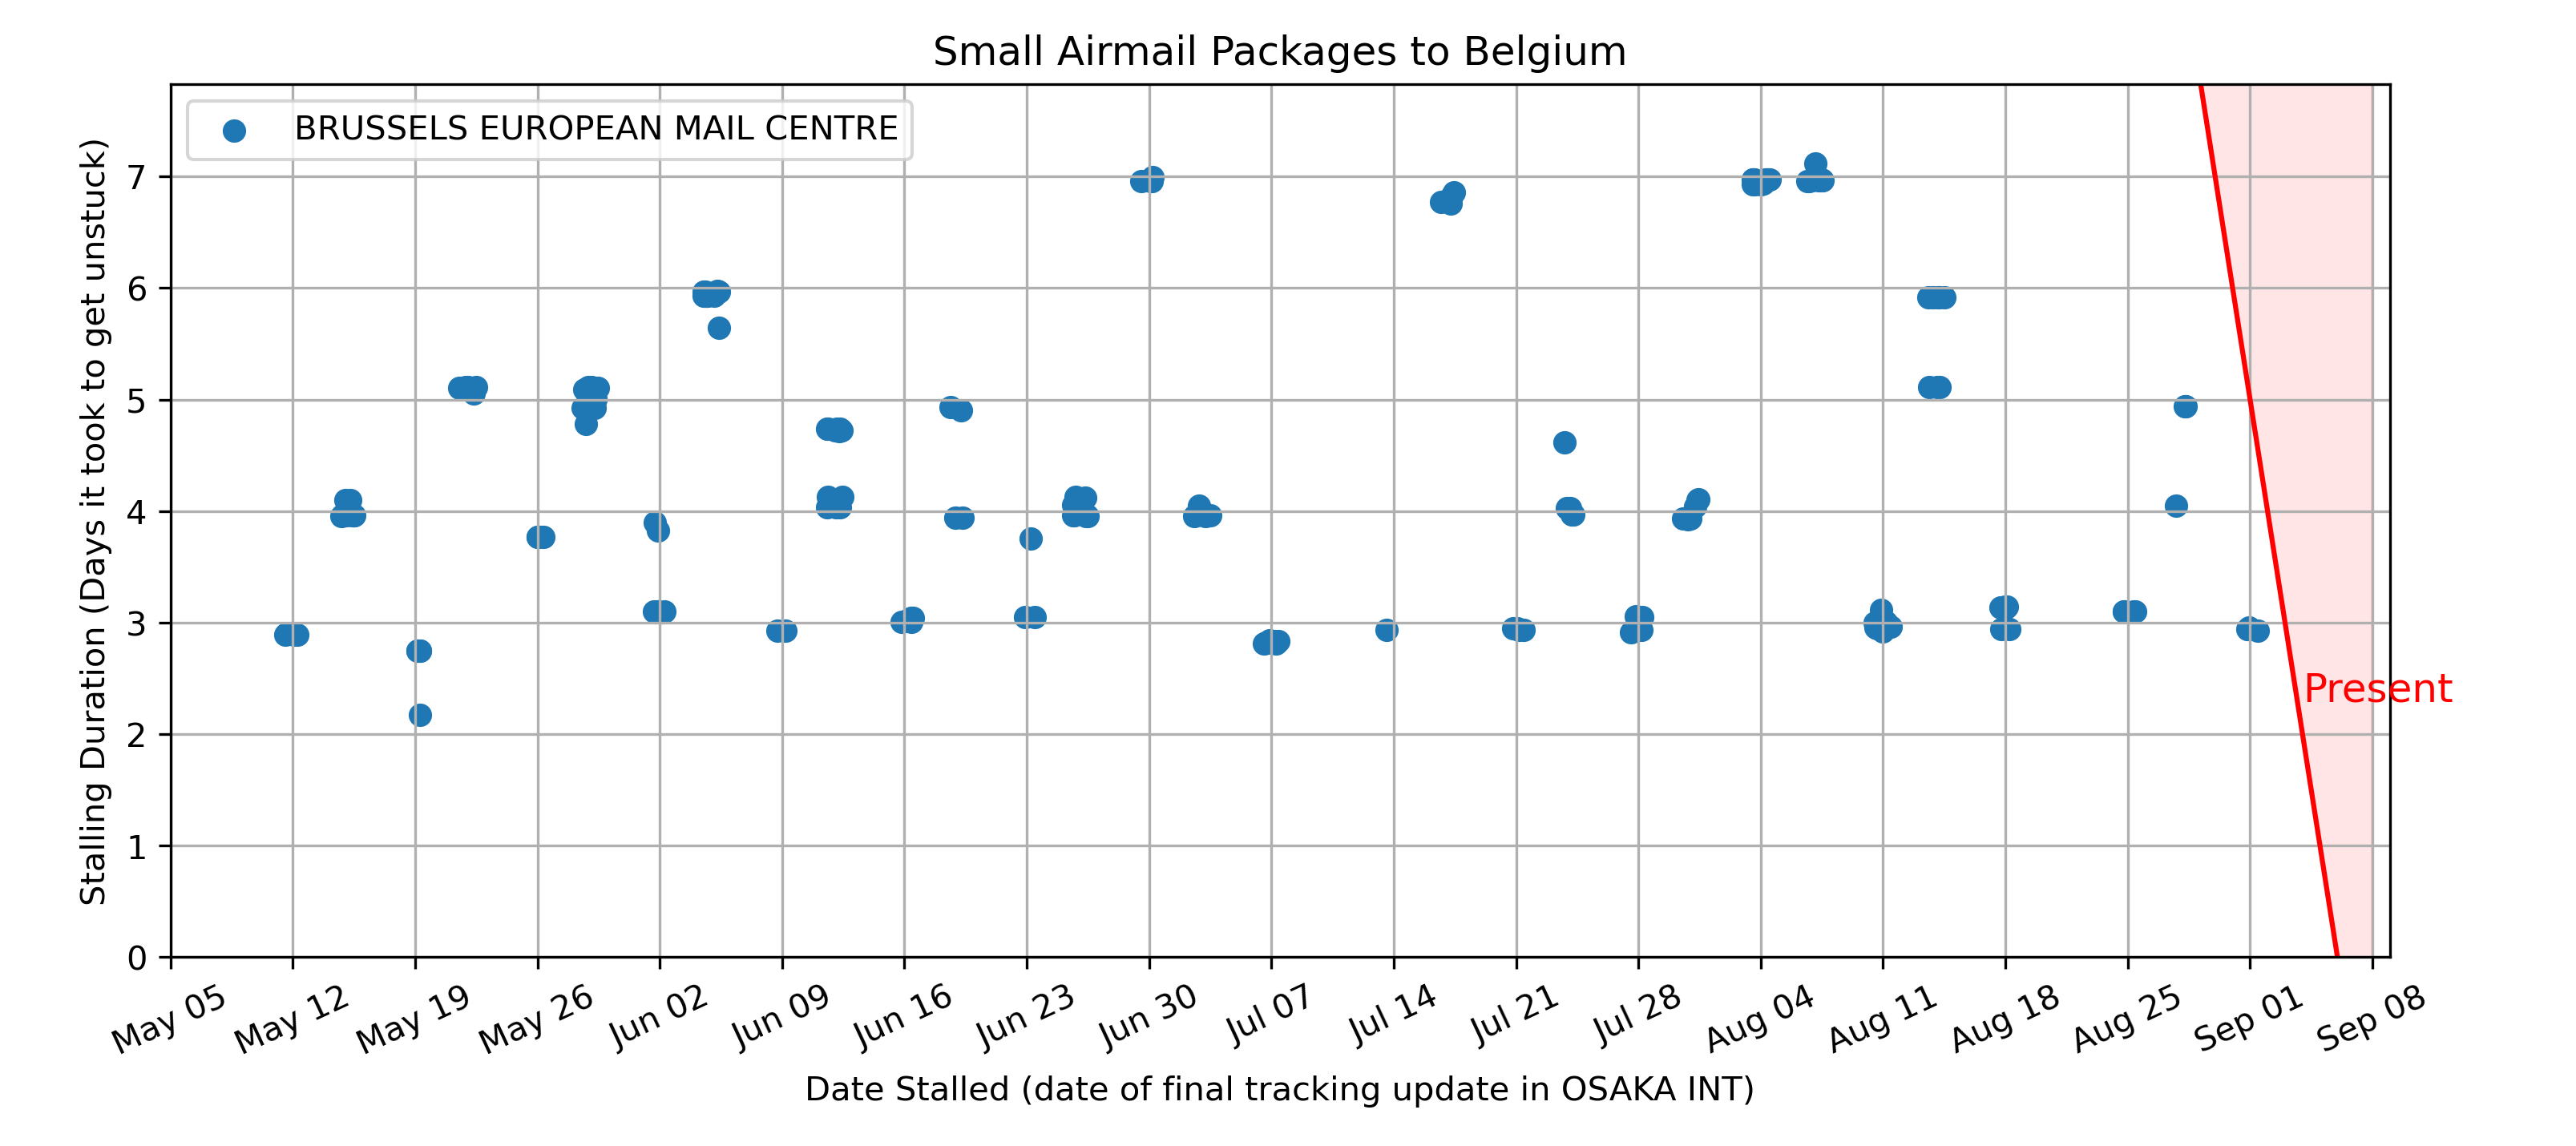 Small Airmail Packages to Belgium
BRUSSELS EUROPEAN MAIL CENTRE
Stalling Duration (Days it took to get unstuck)
7
6
5
4
3
2
1
0
Present
May 05
May 12
May 19
May 26
Jun 02
Jun 09
Jun 16
Jun 23
Jun 30
Jul 07
Jul 14
Jul 21
Jul 28
Aug 04
Aug 11
Aug 18
Aug 25
Sep 01
Sep 08
Date Stalled (date of final tracking update in OSAKA INT)